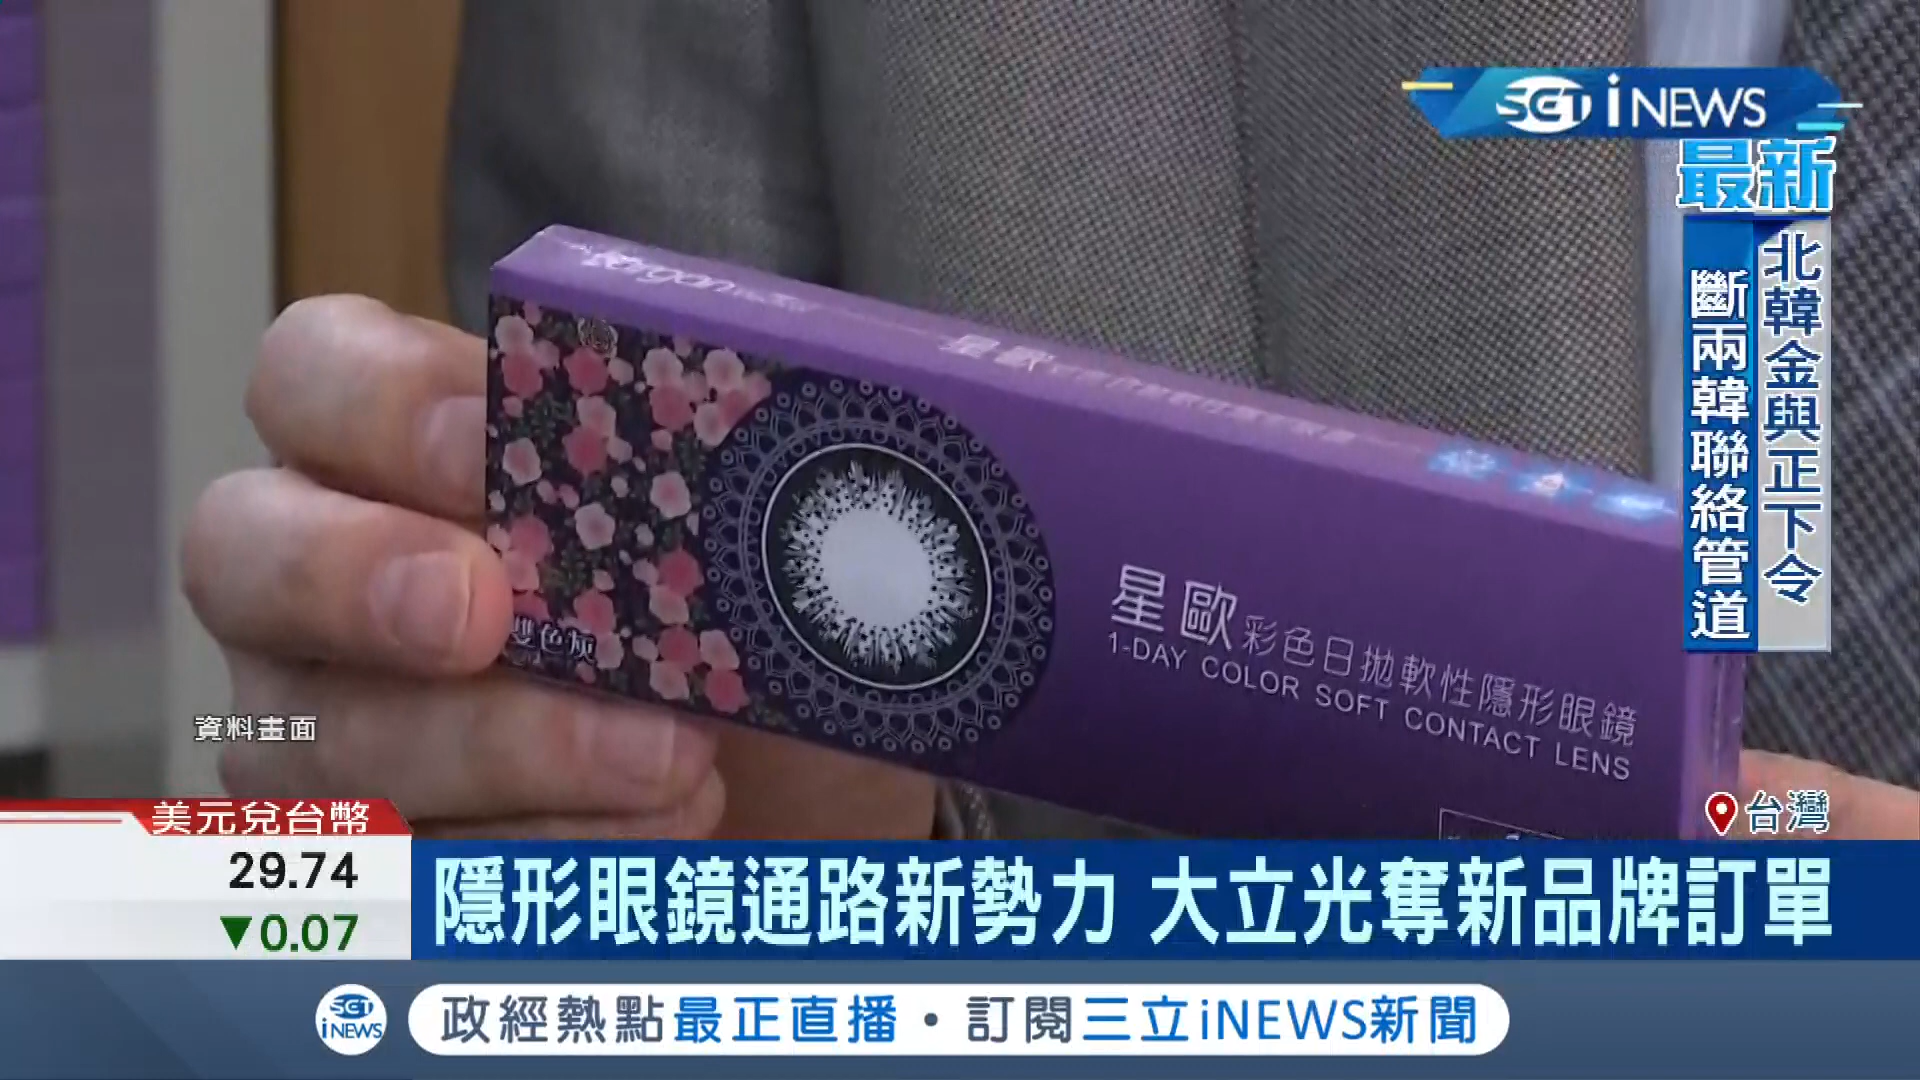 SET iNEWS
最新
北韓金與正下令
斷兩韓聯絡管道
星歐
雙色灰
星歐彩色日拋軟性隱形眼鏡
1-DAY COLOR SOFT CONTACT LENS
資料畫面
台灣
美元兌台幣
29.74
▼0.07
隱形眼鏡通路新勢力 大立光奪新品牌訂單
SET iNEWS
政經熱點最正直播・訂閱三立iNEWS新聞